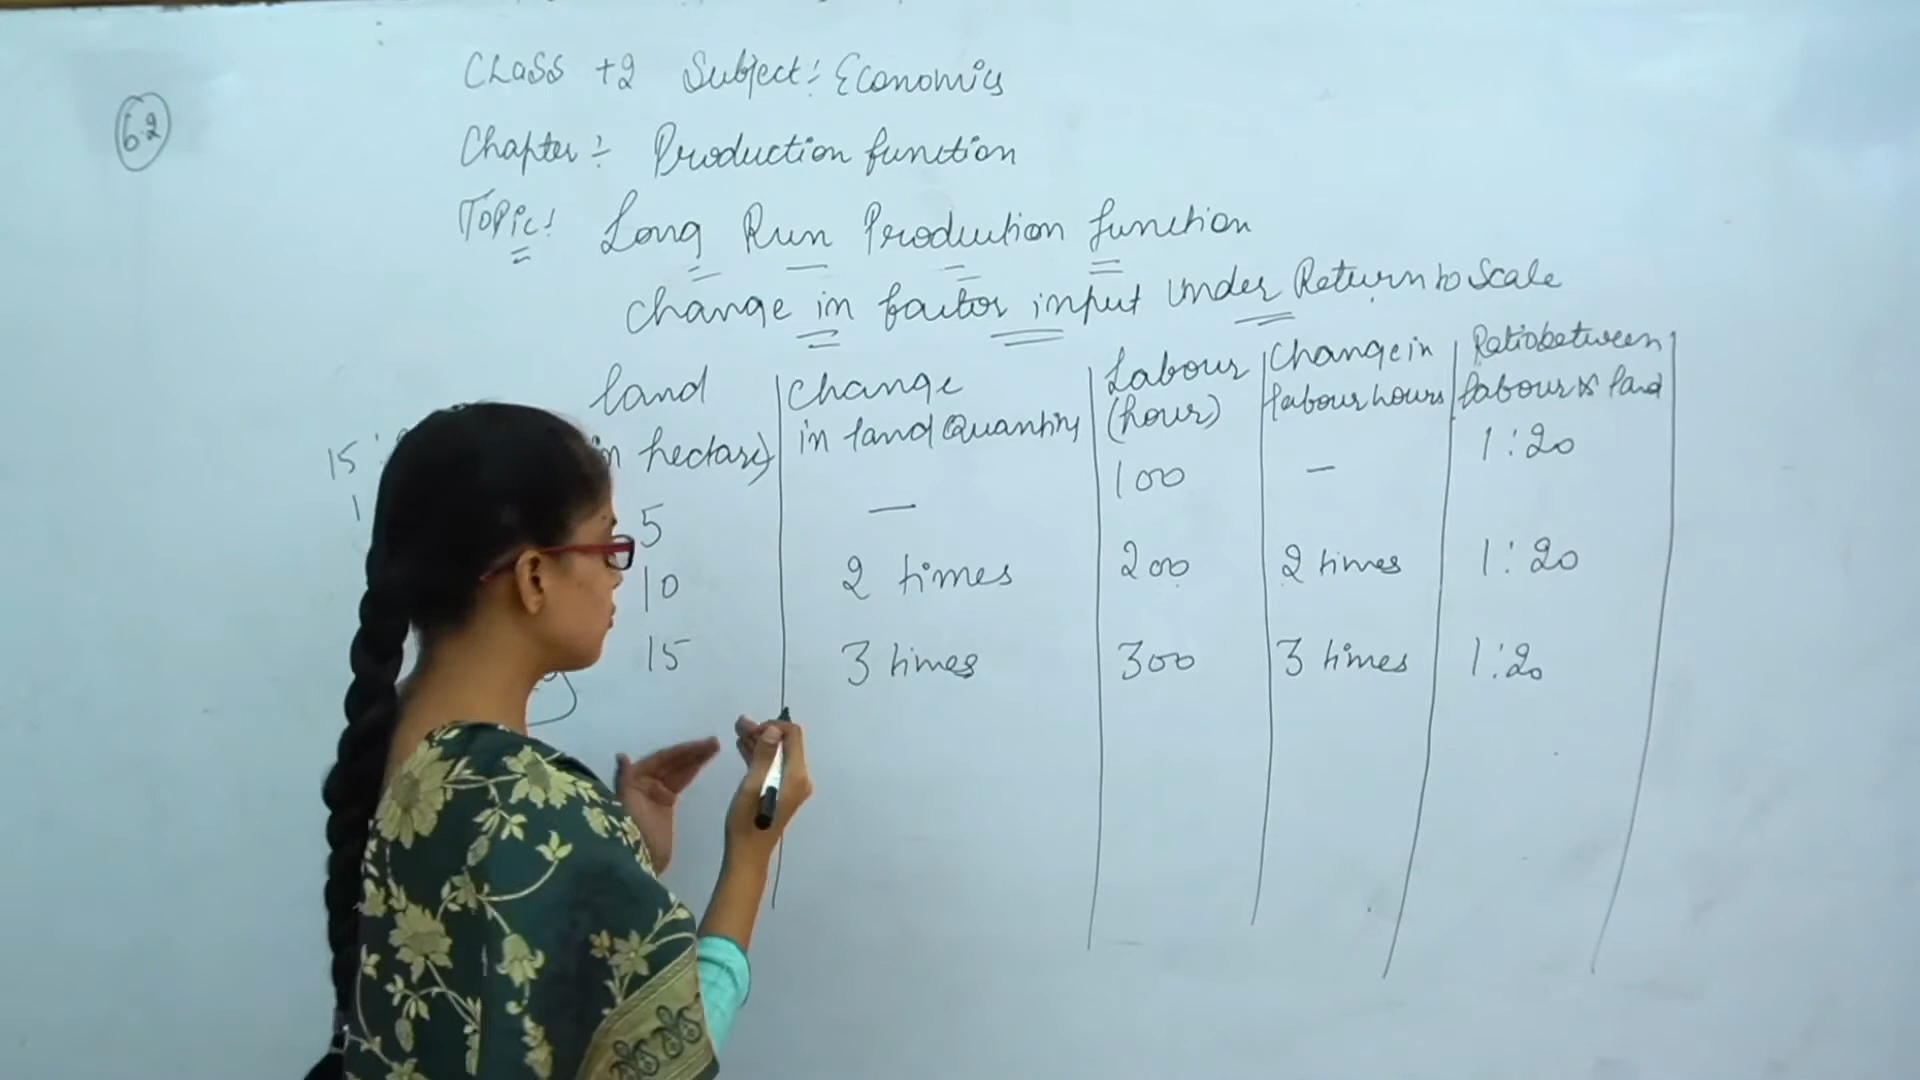 6.2
Class +2 Subject: Economics
Chapter: Production function
Topic: Long Run Production function
Change in factor input under Return to Scale
land | Change | Labour | Change in | Ratio between
hectare) | in land Quantity | (hour) | labour hours | labour & land
5 | — | 100 | — | 1:20
10 | 2 times | 200 | 2 times | 1:20
15 | 3 times | 300 | 3 times | 1:20
15 :
1